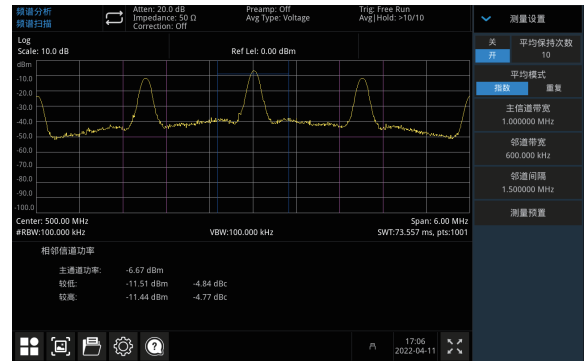 频谱分析
频谱扫描
Atten: 20.0 dB
Impedance: 50 Ω
Correction: Off
Preamp: Off
Avg Type: Voltage
Trig: Free Run
Avg|Hold: >10/10
Log
Scale: 10.0 dB
Ref Lel: 0.00 dBm
dBm
-10.0
-20.0
-30.0
-40.0
-50.0
-60.0
-70.0
-80.0
-90.0
-100.0
Center: 500.00 MHz
Span: 6.00 MHz
#RBW:100.000 kHz
VBW:100.000 kHz
SWT:73.557 ms, pts:1001
相邻信道功率
主通道功率: -6.67 dBm
较低: -11.51 dBm -4.84 dBc
较高: -11.44 dBm -4.77 dBc
测量设置
关 平均保持次数
开 10
平均模式
指数 重复
主信道带宽
1.000000 MHz
邻道带宽
600.000 kHz
邻道间隔
1.500000 MHz
测量预置
17:06
2022-04-11